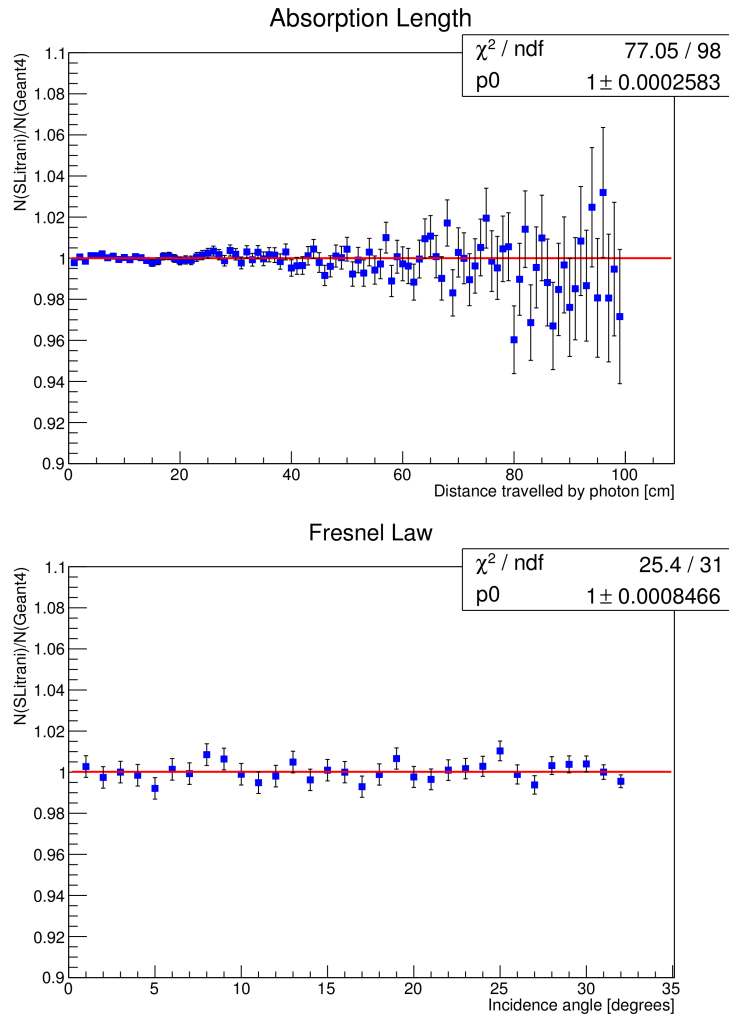 Absorption Length
χ² / ndf 77.05 / 98
p0 1± 0.0002583
N(SLitrani)/N(Geant4)
1.1
1.08
1.06
1.04
1.02
1
0.98
0.96
0.94
0.92
0.9
0 20 40 60 80 100
Distance travelled by photon [cm]
Fresnel Law
χ² / ndf 25.4 / 31
p0 1± 0.0008466
N(SLitrani)/N(Geant4)
1.1
1.08
1.06
1.04
1.02
1
0.98
0.96
0.94
0.92
0.9
0 5 10 15 20 25 30 35
Incidence angle [degrees]